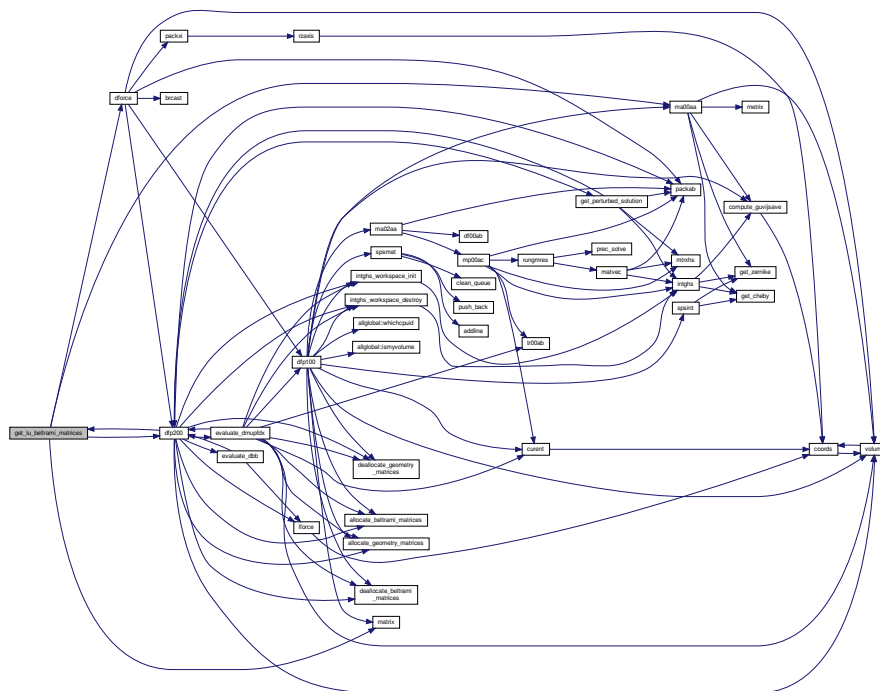 packxi
rzaxis
dforce
brcast
ma00aa
metrix
packab
get_perturbed_solution
compute_guvijsave
ma02aa
df00ab
spsmat
mp00ac
rungmres
prec_solve
matvec
mtrxhs
intghs
get_zernike
get_cheby
spsint
intghs_workspace_init
clean_queue
intghs_workspace_destroy
push_back
allglobal::whichcpuid
addline
allglobal::ismyvolume
tr00ab
dfp100
get_lu_beltrami_matrices
dfp200
evaluate_dmupfdx
evaluate_dbb
curent
coords
volum
deallocate_geometry
_matrices
allocate_beltrami_matrices
lforce
allocate_geometry_matrices
deallocate_beltrami
_matrices
matrix